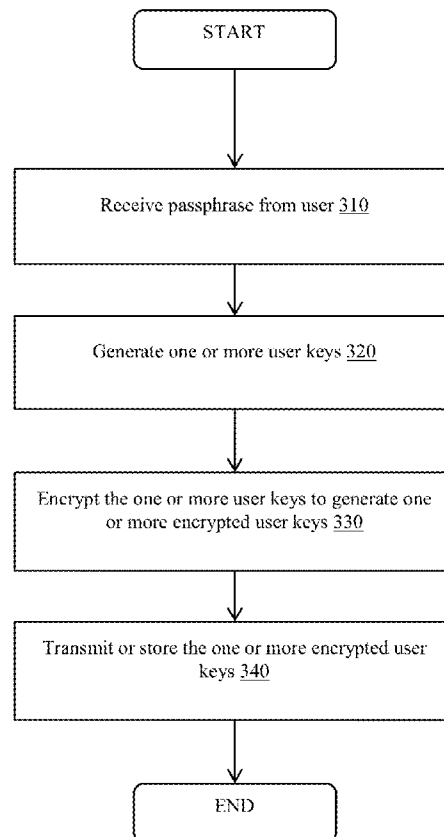 START
Receive passphrase from user 310
Generate one or more user keys 320
Encrypt the one or more user keys to generate one
or more encrypted user keys 330
Transmit or store the one or more encrypted user
keys 340
END